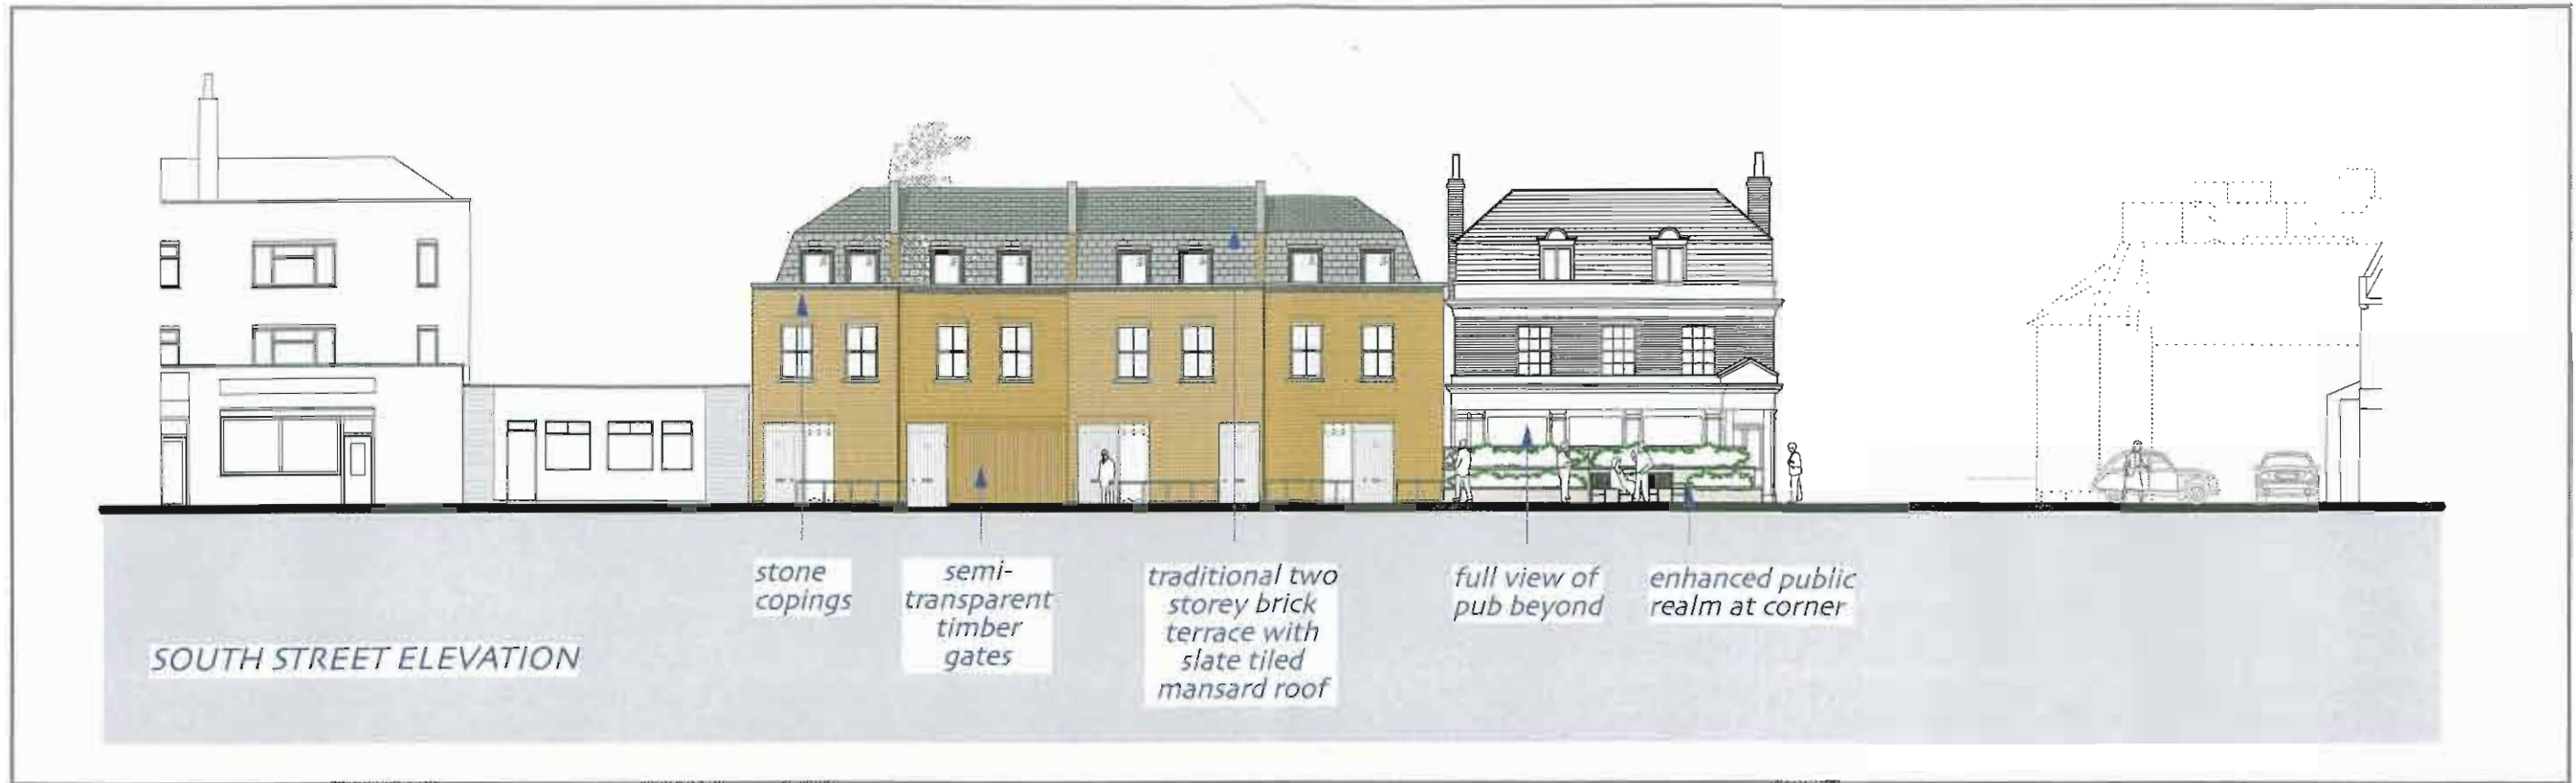 stone
copings
semi-
transparent
timber
gates
traditional two
storey brick
terrace with
slate tiled
mansard roof
full view of
pub beyond
enhanced public
realm at corner
SOUTH STREET ELEVATION